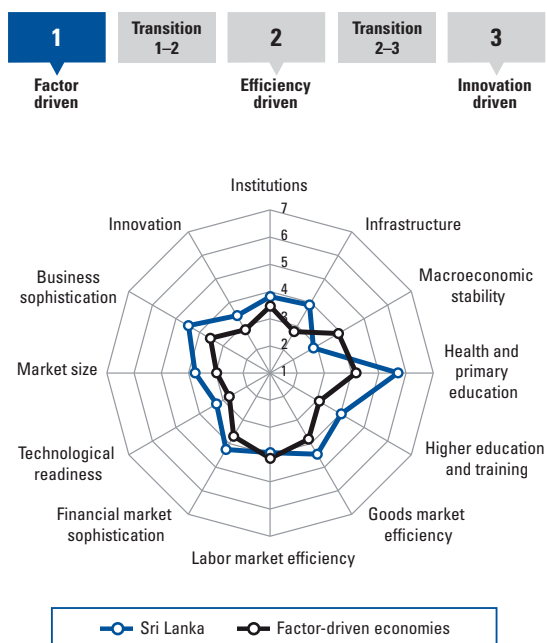 1
Transition
1–2
2
Transition
2–3
3
Factor
driven
Efficiency
driven
Innovation
driven
Institutions
7
6
5
4
3
2
1
Infrastructure
Macroeconomic
stability
Health and
primary
education
Higher education
and training
Goods market
efficiency
Labor market efficiency
Financial market
sophistication
Technological
readiness
Market size
Business
sophistication
Innovation
Sri Lanka
Factor-driven economies